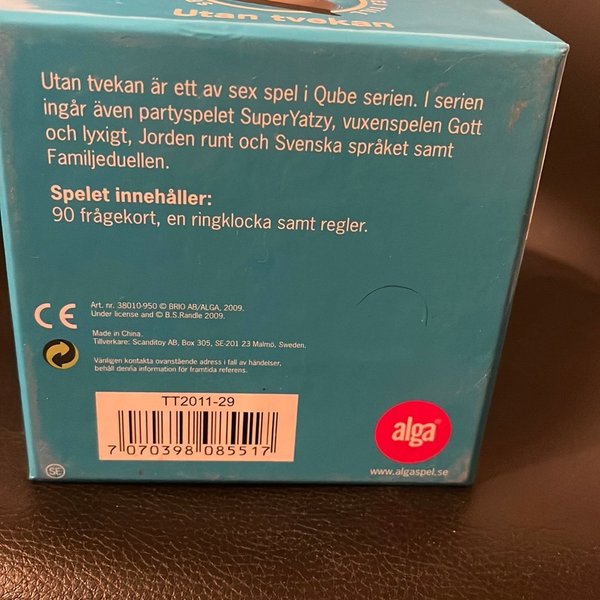 Utan tvekan
Utan tvekan är ett av sex spel i Qube serien. I serien
ingår även partyspelet SuperYatzy, vuxenspelen Gott
och lyxigt, Jorden runt och Svenska språket samt
Familjeduellen.
Spelet innehåller:
90 frågekort, en ringklocka samt regler.
CE
Art. nr. 38010-950 © BRIO AB/ALGA, 2009.
Under license and © B.S.Randle 2009.
Made in China.
Tillverkare: Scanditoy AB, Box 305, SE-201 23 Malmö, Sweden.
Vänligen kontakta ovanstående adress i fall av händelser,
behåll denna information för framtida referens.
TT2011-29
7 070398 085517
alga
SE
www.algaspel.se